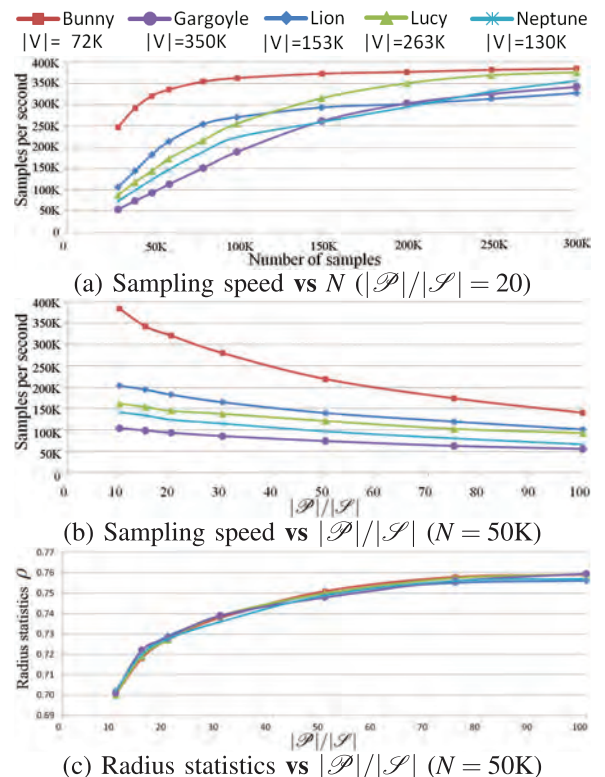 Bunny Gargoyle Lion Lucy Neptune
|V|= 72K |V|=350K |V|=153K |V|=263K |V|=130K
400K
350K
300K
250K
200K
150K
100K
50K
0
Samples per second
50K 100K 150K 200K 250K 300K
Number of samples
(a) Sampling speed vs N (|𝒫|/|𝒮| = 20)
400K
350K
300K
250K
200K
150K
100K
50K
0
Samples per second
0 10 20 30 40 50 60 70 80 90 100
|𝒫|/|𝒮|
(b) Sampling speed vs |𝒫|/|𝒮| (N = 50K)
0.77
0.76
0.75
0.74
0.73
0.72
0.71
0.70
0.69
Radius statistics ρ
0 10 20 30 40 50 60 70 80 90 100
|𝒫|/|𝒮|
(c) Radius statistics vs |𝒫|/|𝒮| (N = 50K)